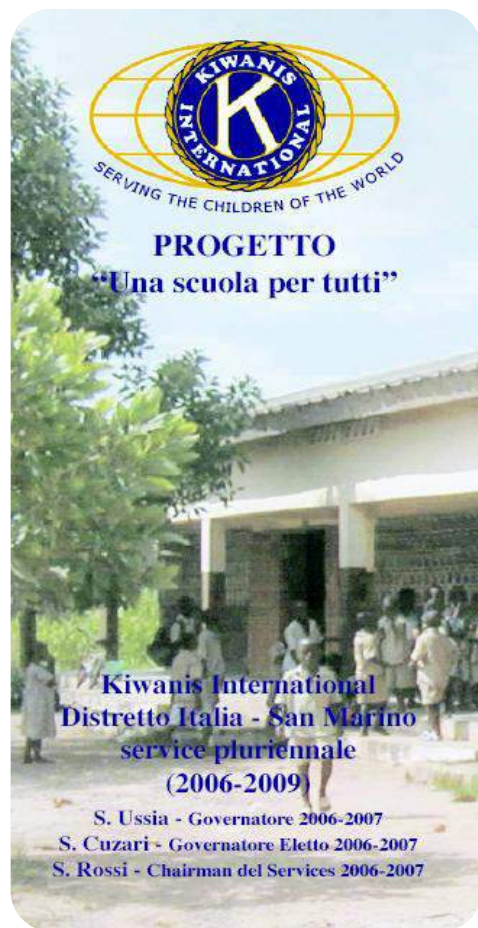 KIWANIS
INTERNATIONAL
K
SERVING THE CHILDREN OF THE WORLD
PROGETTO
“Una scuola per tutti”
Kiwanis International
Distretto Italia - San Marino
service pluriennale
(2006-2009)
S. Ussia - Governatore 2006-2007
S. Cuzari - Governatore Eletto 2006-2007
S. Rossi - Chairman del Services 2006-2007